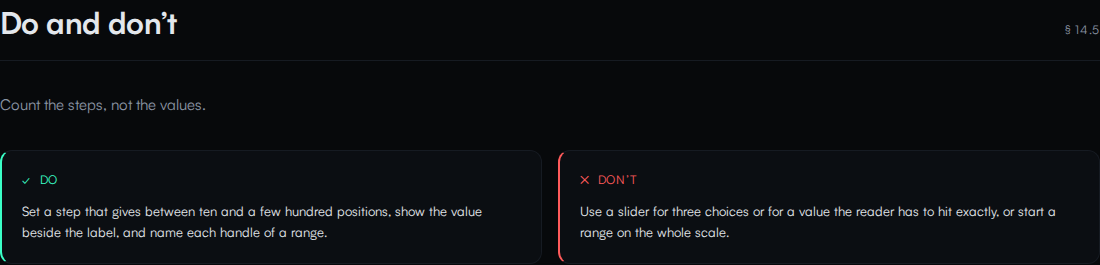 Do and don’t
§ 14.5
Count the steps, not the values.
✓ DO
Set a step that gives between ten and a few hundred positions, show the value
beside the label, and name each handle of a range.
✕ DON’T
Use a slider for three choices or for a value the reader has to hit exactly, or start a
range on the whole scale.